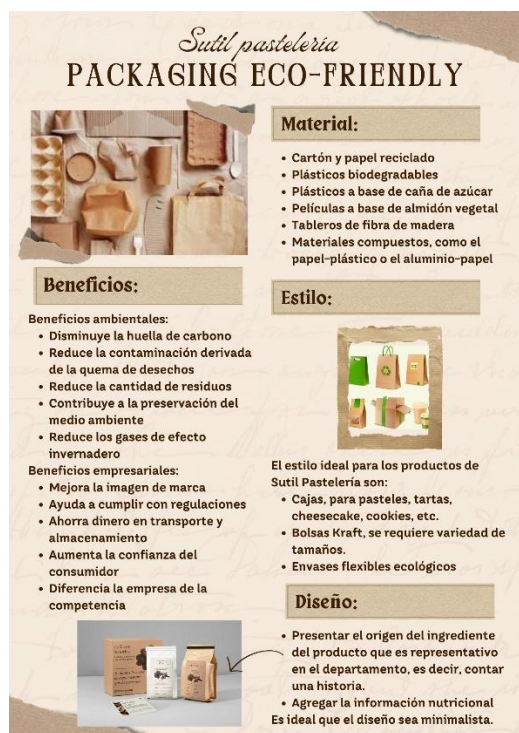 Sutil pastelería
PACKAGING ECO-FRIENDLY
Material:
• Cartón y papel reciclado
• Plásticos biodegradables
• Plásticos a base de caña de azúcar
• Películas a base de almidón vegetal
• Tableros de fibra de madera
• Materiales compuestos, como el
papel-plástico o el aluminio-papel
Beneficios:
Beneficios ambientales:
• Disminuye la huella de carbono
• Reduce la contaminación derivada
de la quema de desechos
• Reduce la cantidad de residuos
• Contribuye a la preservación del
medio ambiente
• Reduce los gases de efecto
invernadero
Beneficios empresariales:
• Mejora la imagen de marca
• Ayuda a cumplir con regulaciones
• Ahorra dinero en transporte y
almacenamiento
• Aumenta la confianza del
consumidor
• Diferencia la empresa de la
competencia
Estilo:
El estilo ideal para los productos de
Sutil Pastelería son:
• Cajas, para pasteles, tartas,
cheesecake, cookies, etc.
• Bolsas Kraft, se requiere variedad de
tamaños.
• Envases flexibles ecológicos
Diseño:
• Presentar el origen del ingrediente
del producto que es representativo
en el departamento, es decir, contar
una historia.
• Agregar la información nutricional
Es ideal que el diseño sea minimalista.